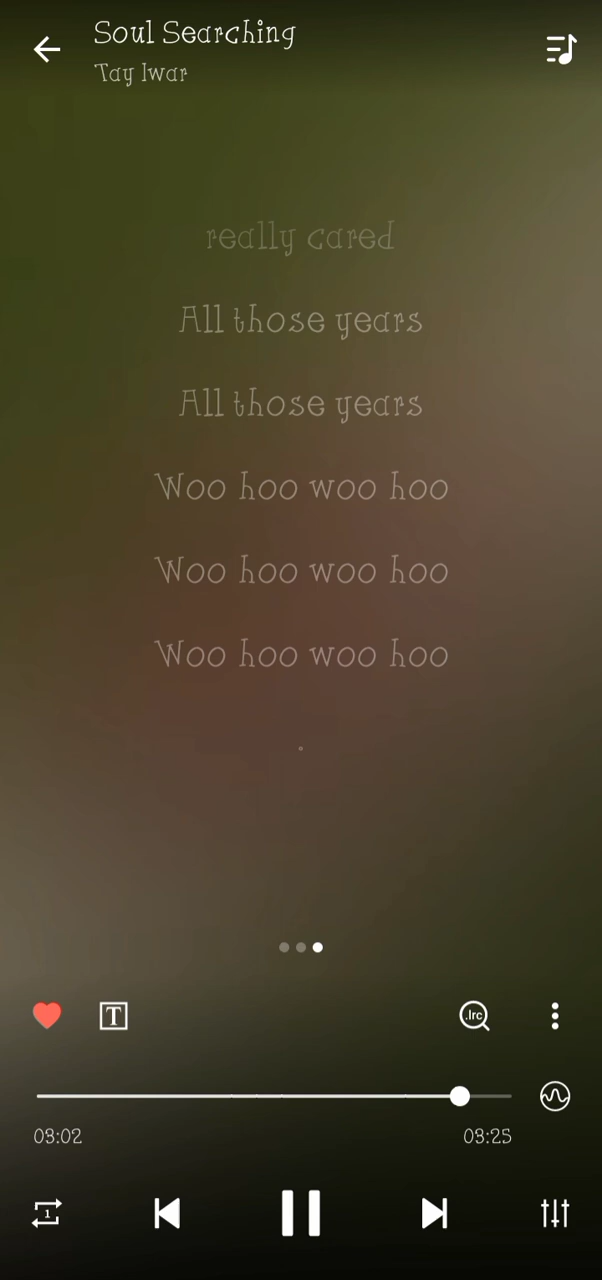 Soul Searching
Tay Iwar
really cared
All those years
All those years
Woo hoo woo hoo
Woo hoo woo hoo
Woo hoo woo hoo
.
T
.lrc
03:02
03:25
1